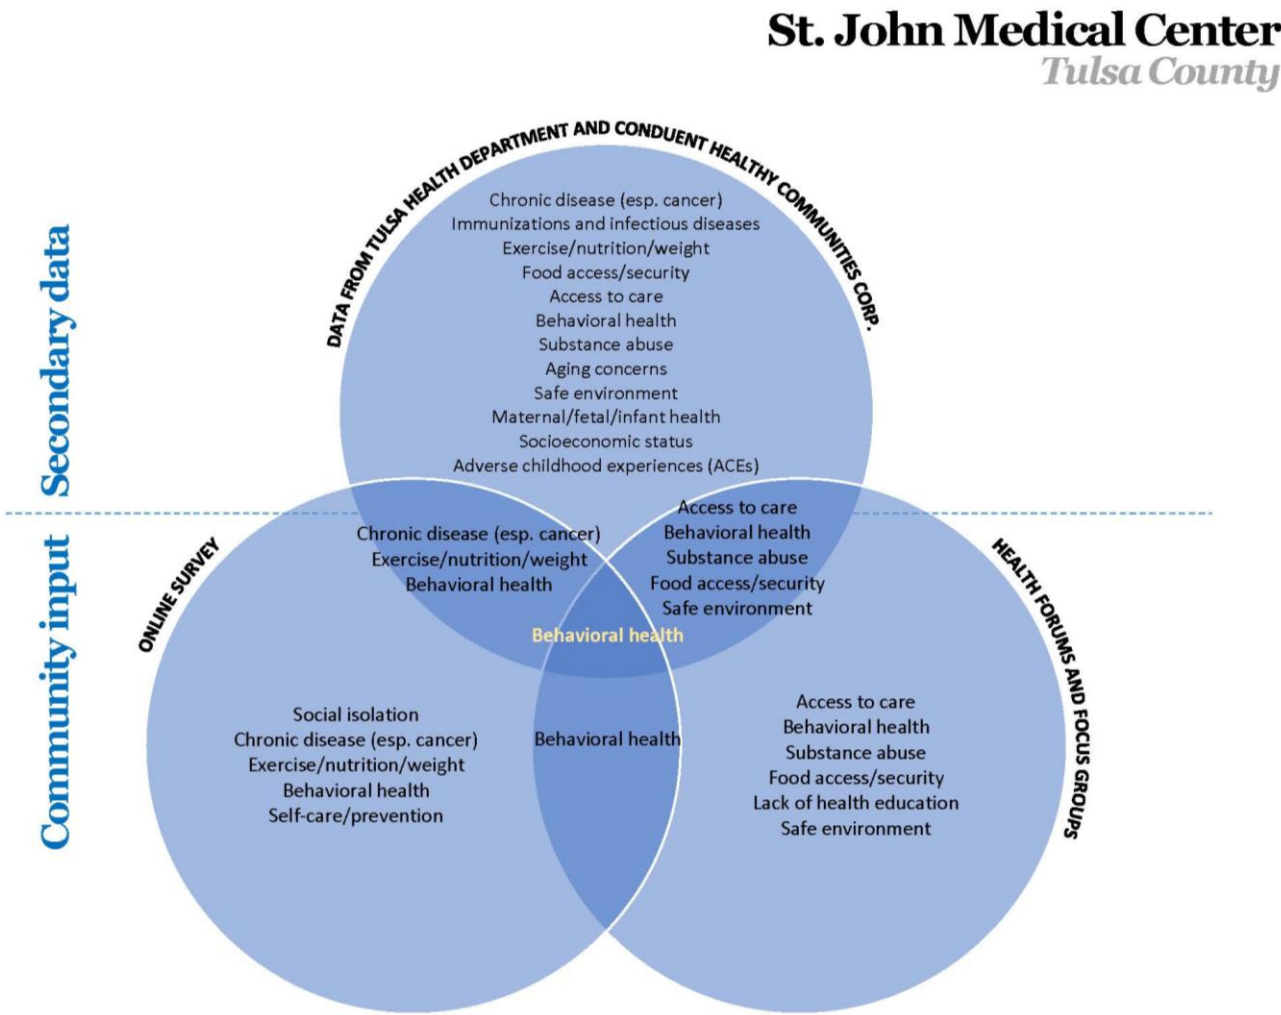 St. John Medical Center
Tulsa County
DATA FROM TULSA HEALTH DEPARTMENT AND CONDUENT HEALTHY COMMUNITIES CORP.
Secondary data
Chronic disease (esp. cancer)
Immunizations and infectious diseases
Exercise/nutrition/weight
Food access/security
Access to care
Behavioral health
Substance abuse
Aging concerns
Safe environment
Maternal/fetal/infant health
Socioeconomic status
Adverse childhood experiences (ACEs)
Community input
ONLINE SURVEY
Chronic disease (esp. cancer)
Exercise/nutrition/weight
Behavioral health
Access to care
Behavioral health
Substance abuse
Food access/security
Safe environment
HEALTH FORUMS AND FOCUS GROUPS
Behavioral health
Social isolation
Chronic disease (esp. cancer)
Exercise/nutrition/weight
Behavioral health
Self-care/prevention
Behavioral health
Access to care
Behavioral health
Substance abuse
Food access/security
Lack of health education
Safe environment